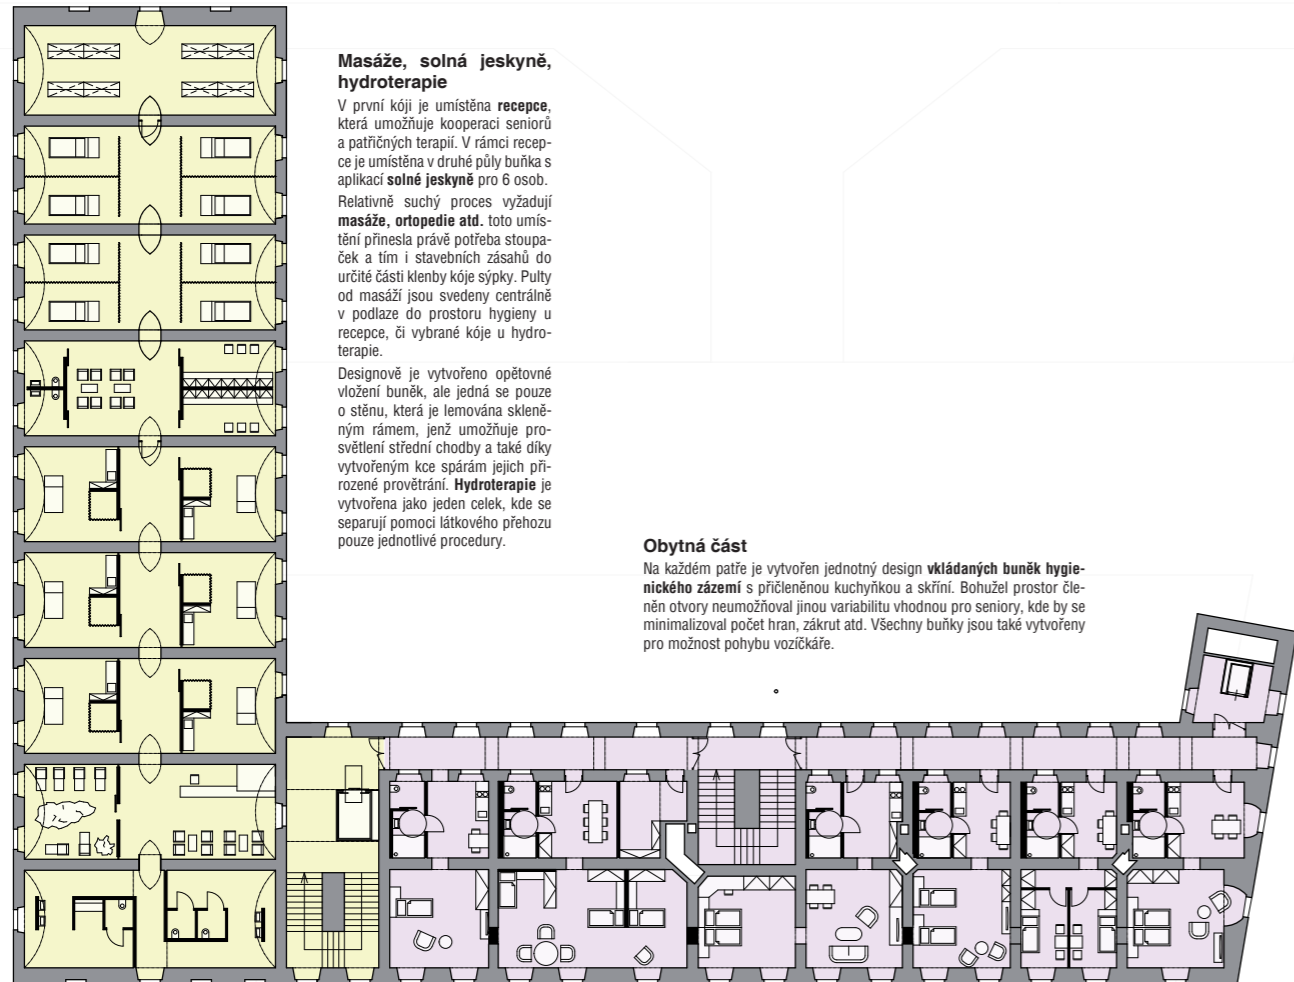 Masáže, solná jeskyně,
hydroterapie
V první kóji je umístěna recepce,
která umožňuje kooperaci seniorů
a patřičných terapií. V rámci recep-
ce je umístěna v druhé půly buňka s
aplikací solné jeskyně pro 6 osob.
Relativně suchý proces vyžadují
masáže, ortopedie atd. toto umís-
tění přinesla právě potřeba stoupa-
ček a tím i stavebních zásahů do
určité části klenby kóje sýpky. Pulty
od masáží jsou svedeny centrálně
v podlaze do prostoru hygieny u
recepce, či vybrané kóje u hydro-
terapie.
Designově je vytvořeno opětovné
vložení buněk, ale jedná se pouze
o stěnu, která je lemována skleně-
ným rámem, jenž umožňuje pro-
světlení střední chodby a také díky
vytvořeným kce spárám jejich při-
rozené provětrání. Hydroterapie je
vytvořena jako jeden celek, kde se
separují pomoci látkového přehozu
pouze jednotlivé procedury.
Obytná část
Na každém patře je vytvořen jednotný design vkládaných buněk hygie-
nického zázemí s přičleněnou kuchyňkou a skříní. Bohužel prostor čle-
něn otvory neumožňoval jinou variabilitu vhodnou pro seniory, kde by se
minimalizoval počet hran, zákrut atd. Všechny buňky jsou také vytvořeny
pro možnost pohybu vozíčkáře.